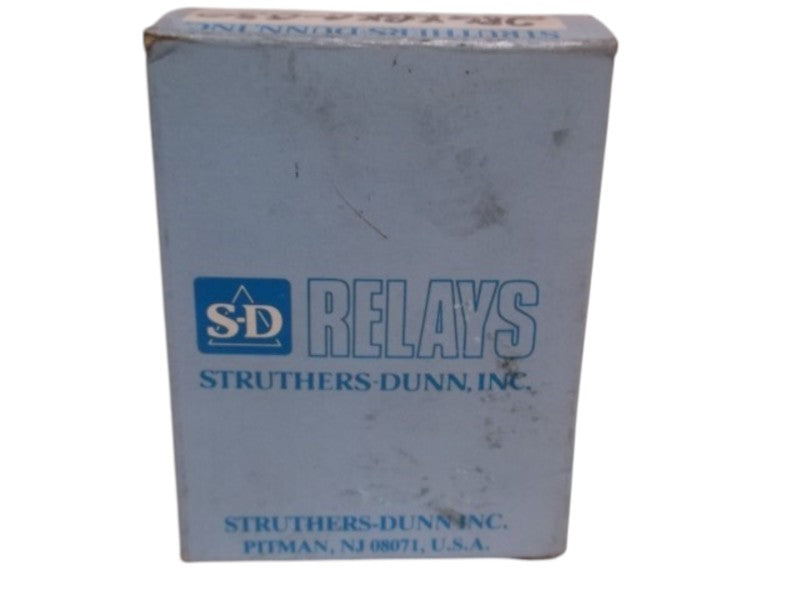 STRUTHERS-DUNN, INC.
S-D
RELAYS
STRUTHERS-DUNN, INC.
STRUTHERS-DUNN INC.
PITMAN, NJ 08071, U.S.A.